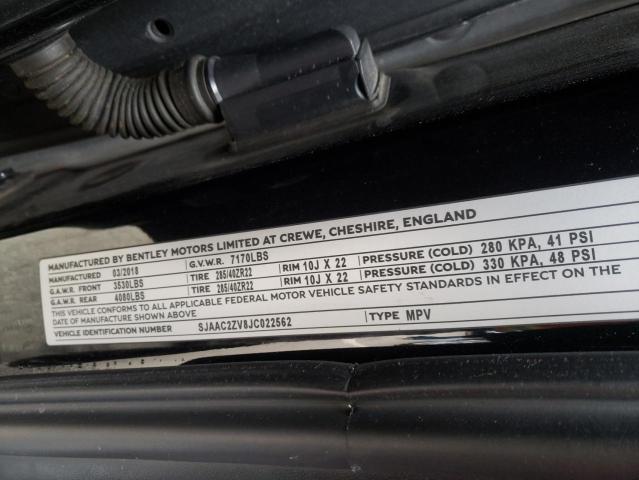 MANUFACTURED BY BENTLEY MOTORS LIMITED AT CREWE, CHESHIRE, ENGLAND
MANUFACTURED 03/2018 G.V.W.R. 7170LBS
G.A.W.R. FRONT 3530LBS TIRE 285/40ZR22 RIM 10J X 22 PRESSURE (COLD) 280 KPA, 41 PSI
G.A.W.R. REAR 4080LBS TIRE 285/40ZR22 RIM 10J X 22 PRESSURE (COLD) 330 KPA, 48 PSI
THIS VEHICLE CONFORMS TO ALL APPLICABLE FEDERAL MOTOR VEHICLE SAFETY STANDARDS IN EFFECT ON THE
DATE OF MANUFACTURE SHOWN ABOVE
VEHICLE IDENTIFICATION NUMBER SJAAC2ZV8JC022562 TYPE MPV